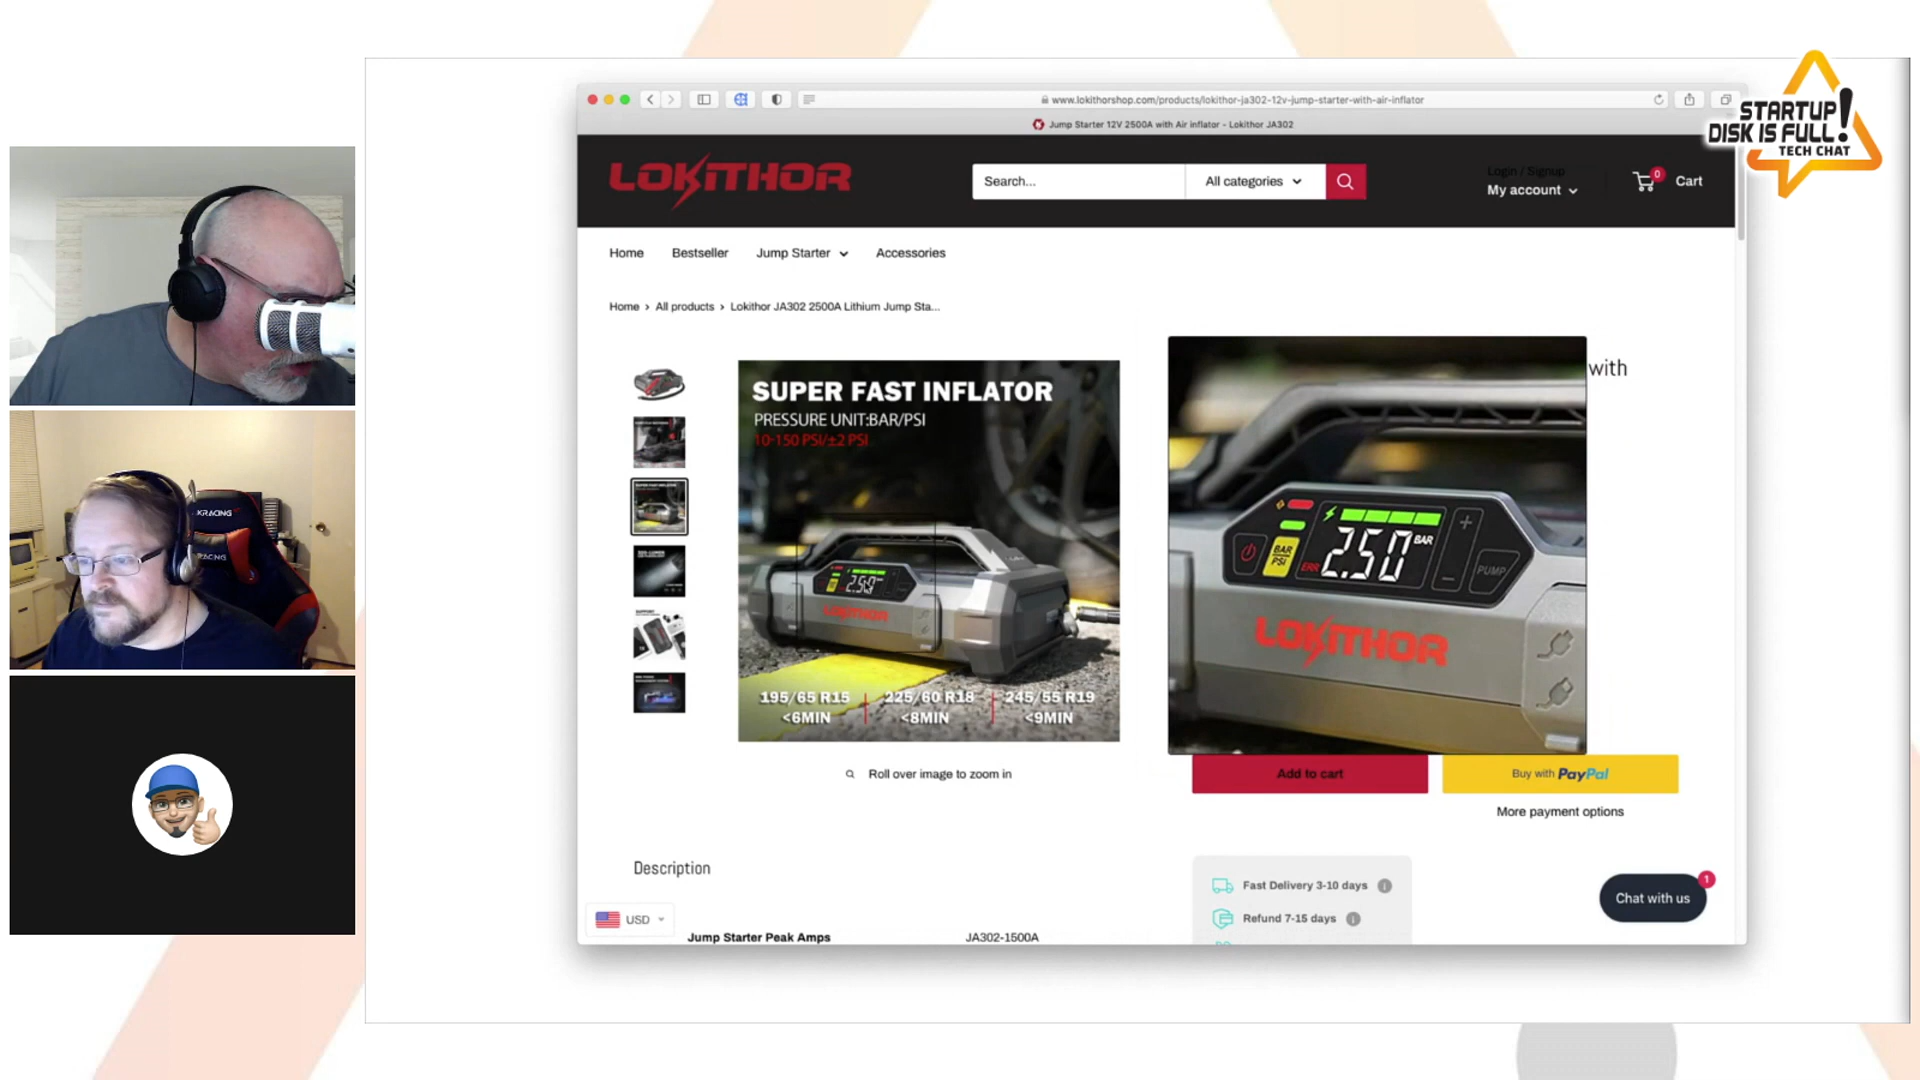 www.lokithorshop.com/products/lokithor-ja302-12v-jump-starter-with-air-inflator
Jump Starter 12V 2500A with Air inflator - Lokithor JA302
STARTUP!
DISK IS FULL!
TECH CHAT
LOKITHOR
Search...
All categories
Login / Signup
My account
0
Cart
Home
Bestseller
Jump Starter
Accessories
Home › All products › Lokithor JA302 2500A Lithium Jump Sta...
with
SUPER FAST INFLATOR
PRESSURE UNIT:BAR/PSI
10-150 PSI/±2 PSI
2.50
LOKITHOR
195/65 R15
<6MIN
225/60 R18
<8MIN
245/55 R19
<9MIN
BAR
PSI
ERR
2.50
BAR
+
−
PUMP
LOKITHOR
XRACING
RACING
Roll over image to zoom in
Add to cart
Buy with PayPal
More payment options
Description
Fast Delivery 3-10 days
Refund 7-15 days
1
Chat with us
USD
Jump Starter Peak Amps
JA302-1500A